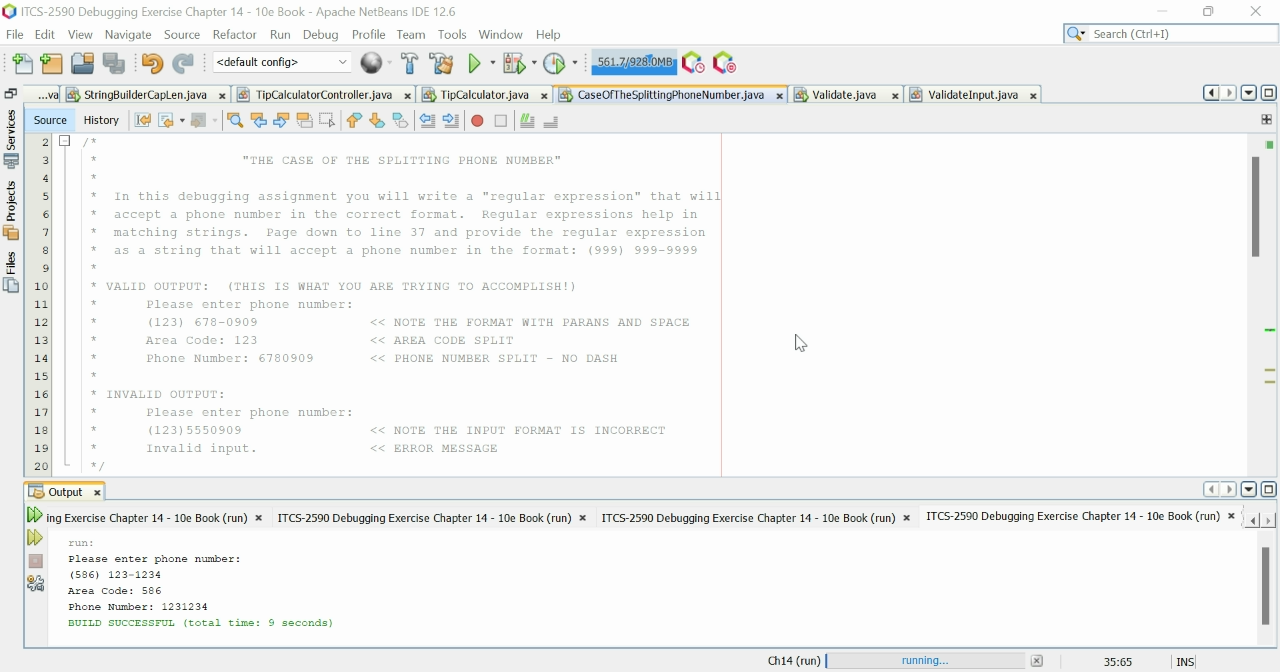 ITCS-2590 Debugging Exercise Chapter 14 - 10e Book - Apache NetBeans IDE 12.6
File Edit View Navigate Source Refactor Run Debug Profile Team Tools Window Help
Search (Ctrl+I)
<default config>
561.7/928.0MB
...va StringBuilderCapLen.java TipCalculatorController.java TipCalculator.java CaseOfTheSplittingPhoneNumber.java Validate.java ValidateInput.java
Services
Projects
Files
Source History
2 /*
3 * "THE CASE OF THE SPLITTING PHONE NUMBER"
4 *
5 * In this debugging assignment you will write a "regular expression" that will
6 * accept a phone number in the correct format. Regular expressions help in
7 * matching strings. Page down to line 37 and provide the regular expression
8 * as a string that will accept a phone number in the format: (999) 999-9999
9 *
10 * VALID OUTPUT: (THIS IS WHAT YOU ARE TRYING TO ACCOMPLISH!)
11 * Please enter phone number:
12 * (123) 678-0909 << NOTE THE FORMAT WITH PARANS AND SPACE
13 * Area Code: 123 << AREA CODE SPLIT
14 * Phone Number: 6780909 << PHONE NUMBER SPLIT - NO DASH
15 *
16 * INVALID OUTPUT:
17 * Please enter phone number:
18 * (123)5550909 << NOTE THE INPUT FORMAT IS INCORRECT
19 * Invalid input. << ERROR MESSAGE
20 */
Output
ing Exercise Chapter 14 - 10e Book (run) ITCS-2590 Debugging Exercise Chapter 14 - 10e Book (run) ITCS-2590 Debugging Exercise Chapter 14 - 10e Book (run) ITCS-2590 Debugging Exercise Chapter 14 - 10e Book (run)
run:
Please enter phone number:
(586) 123-1234
Area Code: 586
Phone Number: 1231234
BUILD SUCCESSFUL (total time: 9 seconds)
Ch14 (run) running... 35:65 INS